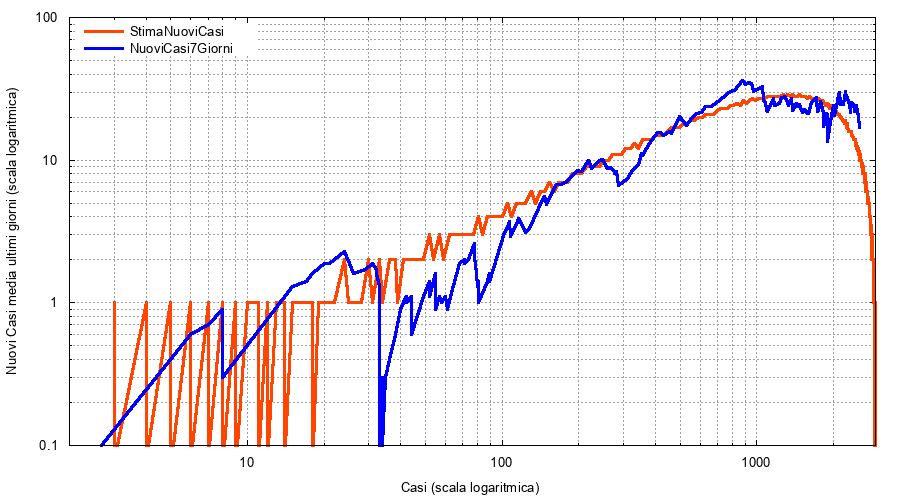 100
StimaNuoviCasi
NuoviCasi7Giorni
10
1
0.1
10
100
1000
Nuovi Casi media ultimi giorni (scala logaritmica)
Casi (scala logaritmica)